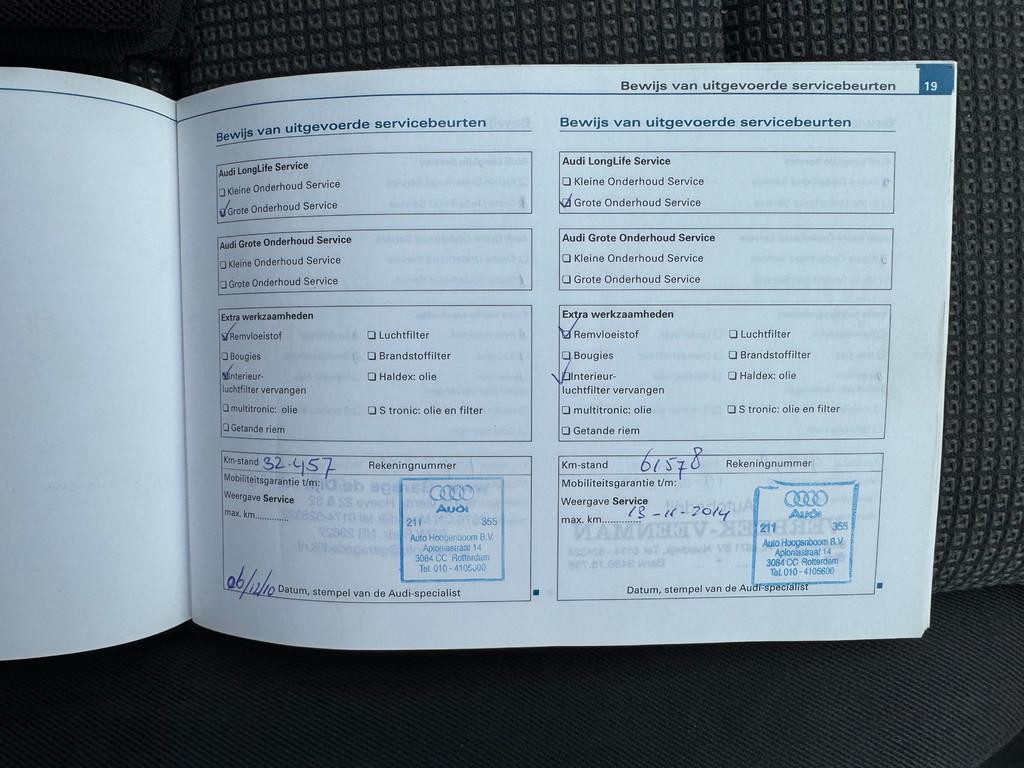 Bewijs van uitgevoerde servicebeurten 19
Bewijs van uitgevoerde servicebeurten
Audi LongLife Service
Kleine Onderhoud Service
Grote Onderhoud Service
Audi Grote Onderhoud Service
Kleine Onderhoud Service
Grote Onderhoud Service
Extra werkzaamheden
Remvloeistof
Luchtfilter
Bougies
Brandstoffilter
Interieur-
luchtfilter vervangen
Haldex: olie
multitronic: olie
S tronic: olie en filter
Getande riem
Km-stand 32.457 Rekeningnummer
Mobiliteitsgarantie t/m:
Weergave Service
max. km.............
Audi
211 355
Auto Hoogenboom B.V.
Aploniastraat 14
3084 CC Rotterdam
Tel. 010 - 4105600
06/12/10 Datum, stempel van de Audi-specialist
Bewijs van uitgevoerde servicebeurten
Audi LongLife Service
Kleine Onderhoud Service
Grote Onderhoud Service
Audi Grote Onderhoud Service
Kleine Onderhoud Service
Grote Onderhoud Service
Extra werkzaamheden
Remvloeistof
Luchtfilter
Bougies
Brandstoffilter
Interieur-
luchtfilter vervangen
Haldex: olie
multitronic: olie
S tronic: olie en filter
Getande riem
Km-stand 61578 Rekeningnummer
Mobiliteitsgarantie t/m:
Weergave Service
max. km............. 13-11-2014
Audi
211 355
Auto Hoogenboom B.V.
Aploniastraat 14
3084 CC Rotterdam
Tel. 010 - 4105600
Datum, stempel van de Audi-specialist